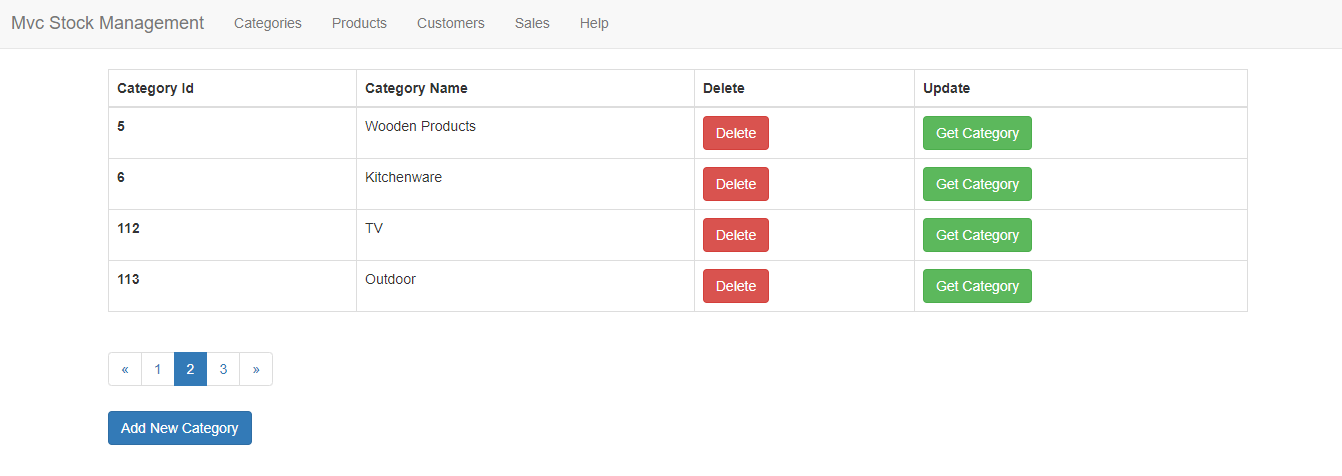 Mvc Stock Management Categories Products Customers Sales Help
Category Id Category Name Delete Update
5 Wooden Products Delete Get Category
6 Kitchenware Delete Get Category
112 TV Delete Get Category
113 Outdoor Delete Get Category
« 1 2 3 »
Add New Category